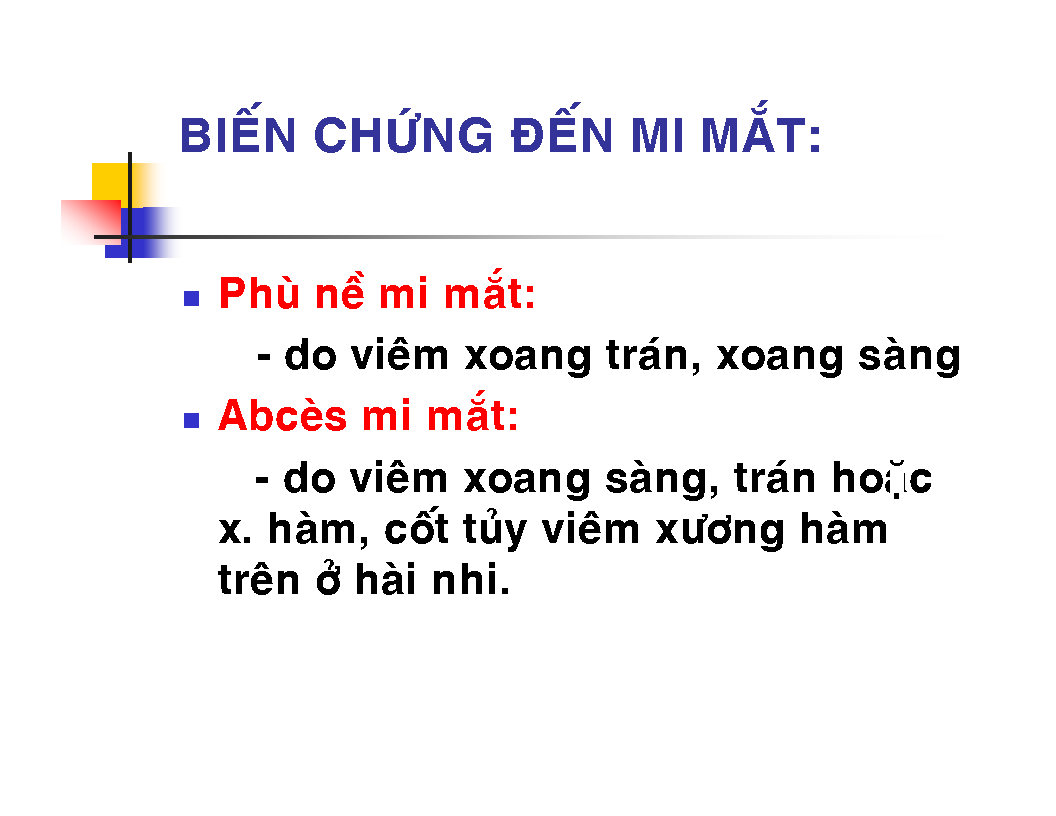 BIẾN CHỨNG ĐẾN MI MẮT:
Phù nề mi mắt:
- do viêm xoang trán, xoang sàng
Abcès mi mắt:
- do viêm xoang sàng, trán hoặc
x. hàm, cốt tủy viêm xương hàm
trên ở hài nhi.